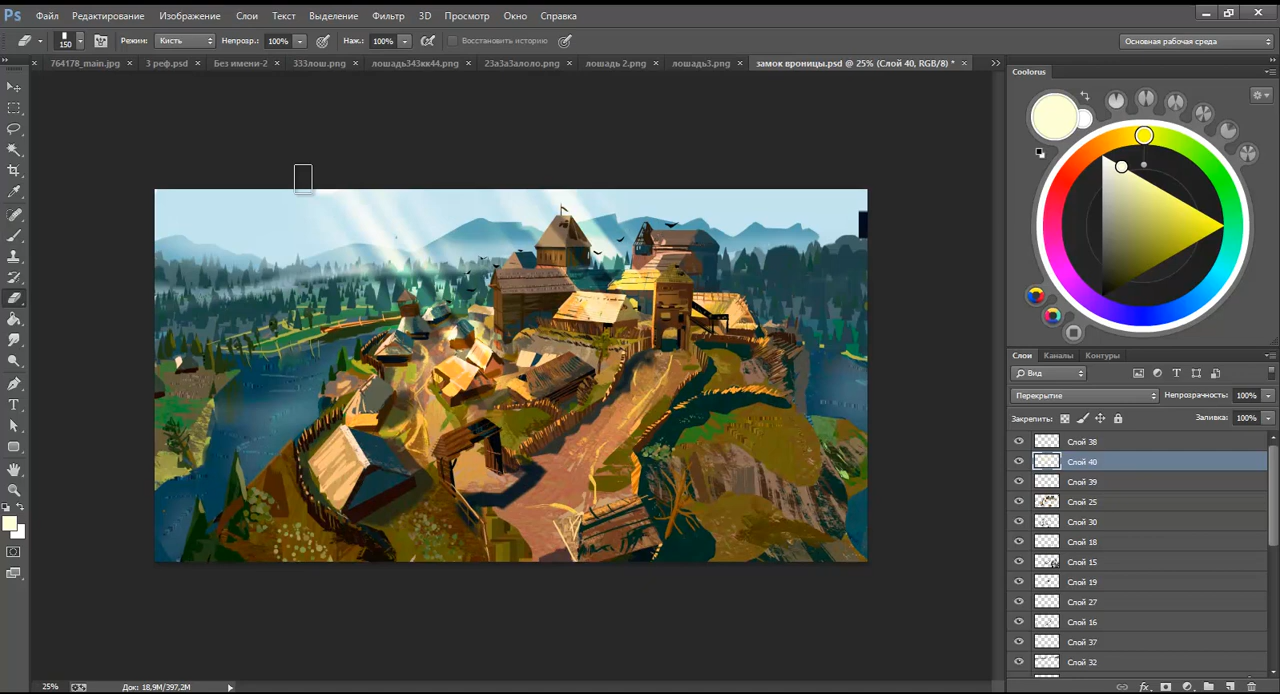 Ps Файл Редактирование Изображение Слои Текст Выделение Фильтр 3D Просмотр Окно Справка
150 Режим: Кисть Непрозр.: 100% Наж.: 100% Восстановить историю Основная рабочая среда
764178_main.jpg × 3 реф.psd × Без имени-2 × 333лош.png × лошадь343кк44.png × 23а3а3алоло.png × лошадь 2.png × лошадь3.png × замок вроницы.psd @ 25% (Слой 40, RGB/8) * ×
Coolorus
Слои Каналы Контуры
Вид
Перекрытие Непрозрачность: 100%
Закрепить: Заливка: 100%
Слой 38
Слой 40
Слой 39
Слой 25
Слой 30
Слой 18
Слой 15
Слой 19
Слой 27
Слой 16
Слой 37
Слой 32
25% Док: 18,9M/397,2M
fx